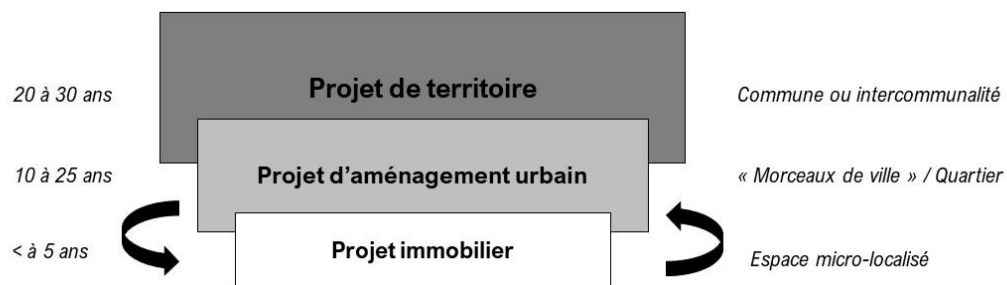 Projet de territoire
20 à 30 ans
Commune ou intercommunalité
10 à 25 ans
Projet d’aménagement urbain
« Morceaux de ville » / Quartier
< à 5 ans
Projet immobilier
Espace micro-localisé